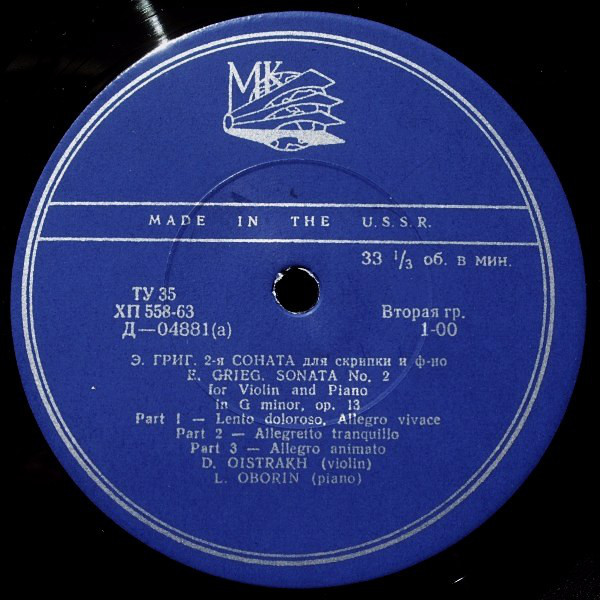 МК
MADE IN THE U.S.S.R.
33 ⅓ об. в мин.
ТУ 35
ХП 558-63
Д—04881(а)
Вторая гр.
1-00
Э. ГРИГ. 2-я СОНАТА для скрипки и ф-но
E. GRIEG. SONATA No. 2
for Violin and Piano
in G minor, op. 13
Part 1 — Lento doloroso, Allegro vivace
Part 2 — Allegretto tranquillo
Part 3 — Allegro animato
D. OISTRAKH (violin)
L. OBORIN (piano)